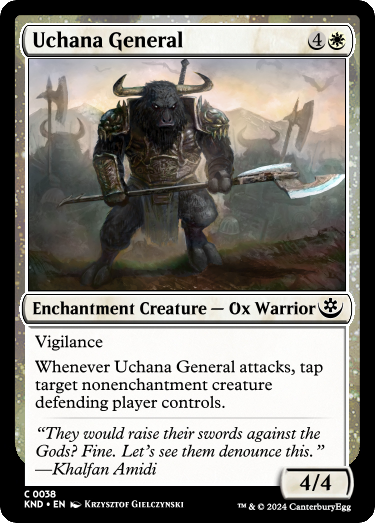 Uchana General 4
Enchantment Creature — Ox Warrior
Vigilance
Whenever Uchana General attacks, tap
target nonenchantment creature
defending player controls.
“They would raise their swords against the
Gods? Fine. Let's see them denounce this.”
—Khalfan Amidi
4/4
C 0038
KND • EN Krzysztof Gielczynski
™ & © 2024 CanterburyEgg